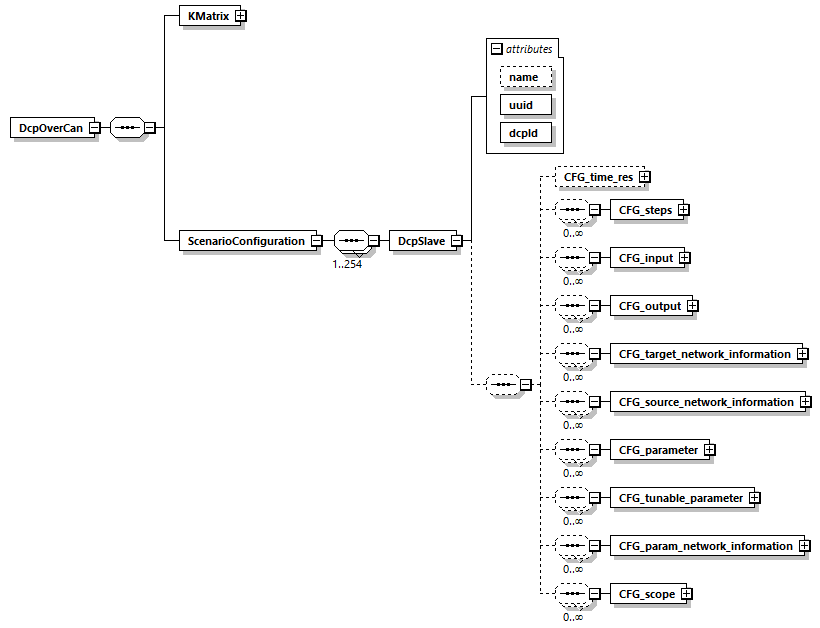 KMatrix
DcpOverCan
ScenarioConfiguration
1..254
DcpSlave
attributes
name
uuid
dcpId
CFG_time_res
CFG_steps
0..∞
CFG_input
0..∞
CFG_output
0..∞
CFG_target_network_information
0..∞
CFG_source_network_information
0..∞
CFG_parameter
0..∞
CFG_tunable_parameter
0..∞
CFG_param_network_information
0..∞
CFG_scope
0..∞